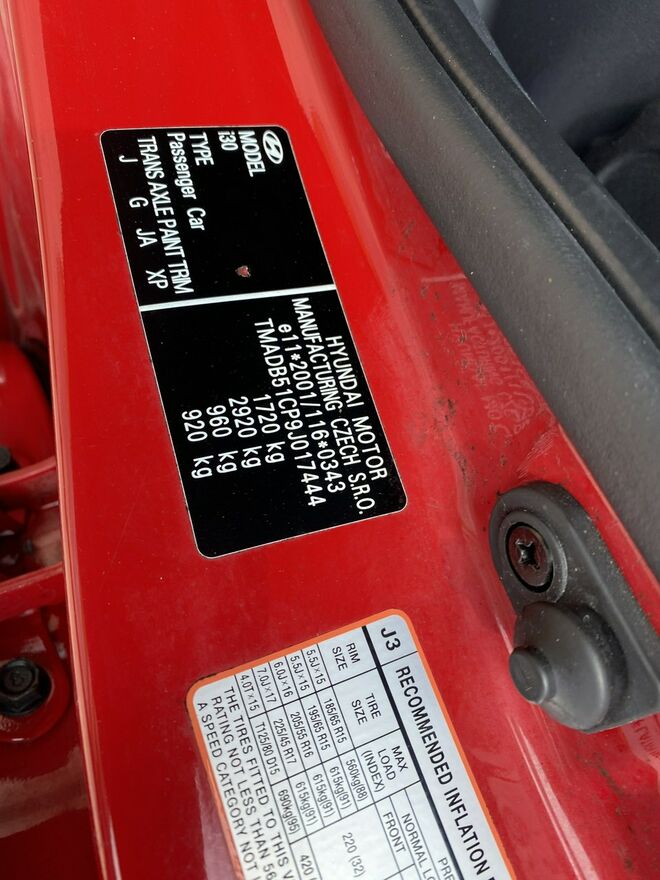 MODEL
i30
TYPE
Passenger Car
TRANS AXLE PAINT TRIM
J G JA XP
HYUNDAI MOTOR
MANUFACTURING CZECH S.R.O.
e11*2001/116*0343
TMADB51CP9J017444
1720 kg
2920 kg
960 kg
920 kg
J3 RECOMMENDED INFLATION
RIM SIZE TIRE SIZE MAX LOAD (INDEX) NORMAL FRONT
5.5J×15 185/65 R15 560kg(88) 220 (32)
5.5J×15 195/65 R15 615kg(91)
6.0J×16 205/55 R16 615kg(91)
7.0J×17 225/45 R17 615kg(91)
4.0T×15 T125/80 D15 690kg(95) 420
THE TIRES FITTED TO THIS
RATING NOT LESS THAN 56
A SPEED CATEGORY NOT